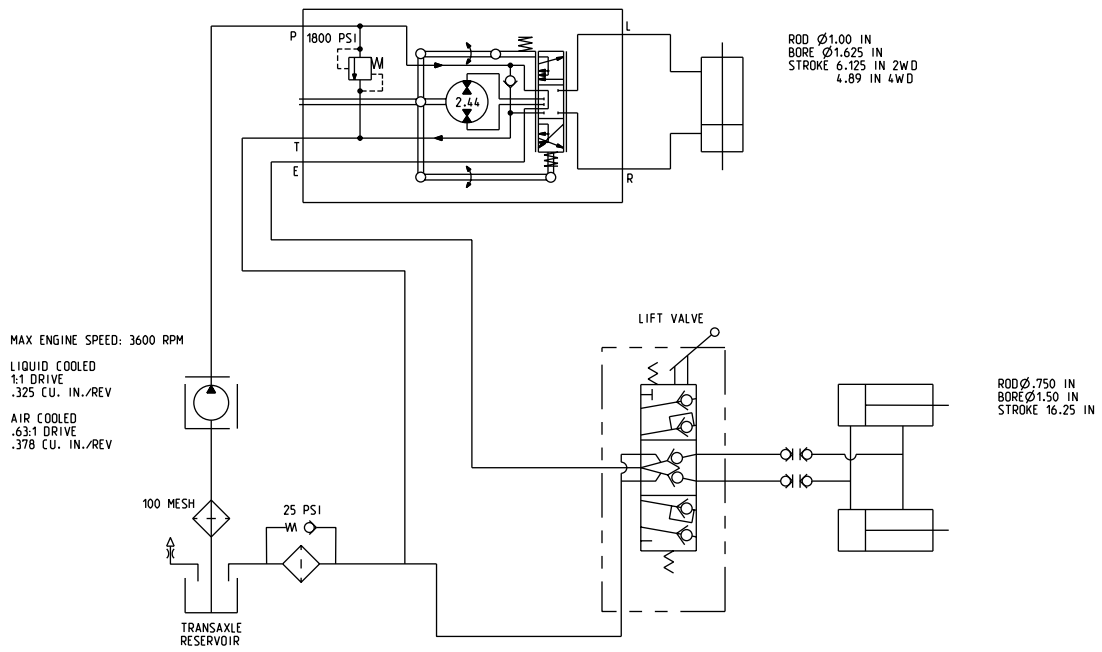 P
1800 PSI
L
2.44
T
E
R
ROD Ø1.00 IN
BORE Ø1.625 IN
STROKE 6.125 IN 2WD
4.89 IN 4WD
LIFT VALVE
MAX ENGINE SPEED: 3600 RPM
LIQUID COOLED
1:1 DRIVE
.325 CU. IN./REV
AIR COOLED
.63:1 DRIVE
.378 CU. IN./REV
RODØ.750 IN
BOREØ1.50 IN
STROKE 16.25 IN
100 MESH
25 PSI
TRANSAXLE
RESERVOIR